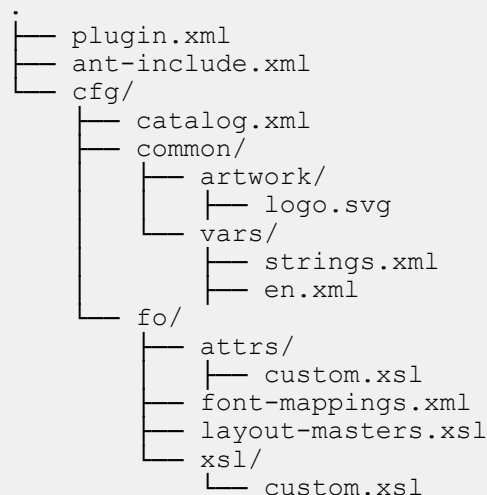 .
├── plugin.xml
├── ant-include.xml
└── cfg/
    ├── catalog.xml
    ├── common/
    │   ├── artwork/
    │   │   ├── logo.svg
    │   └── vars/
    │       ├── strings.xml
    │       ├── en.xml
    └── fo/
        ├── attrs/
        │   ├── custom.xsl
        ├── font-mappings.xml
        ├── layout-masters.xsl
        └── xsl/
            └── custom.xsl